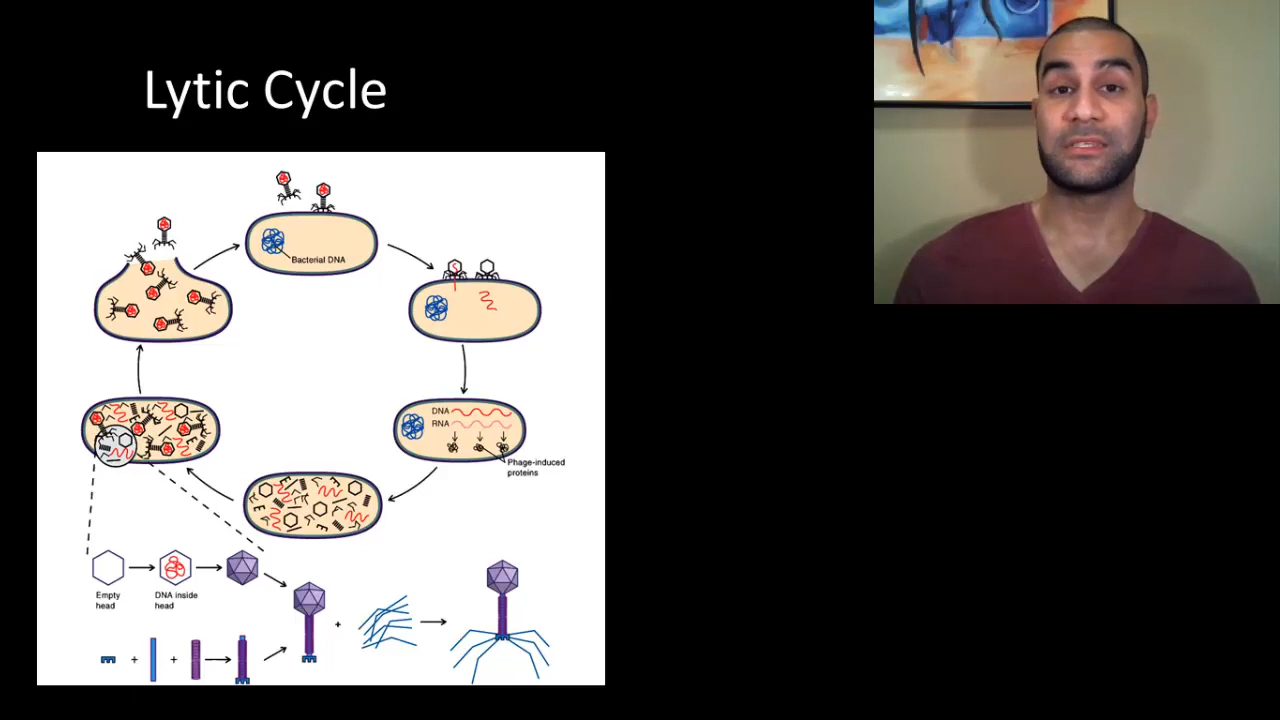 Lytic Cycle
Bacterial DNA
DNA
RNA
Phage-induced
proteins
Empty
head
DNA inside
head
+
+
+